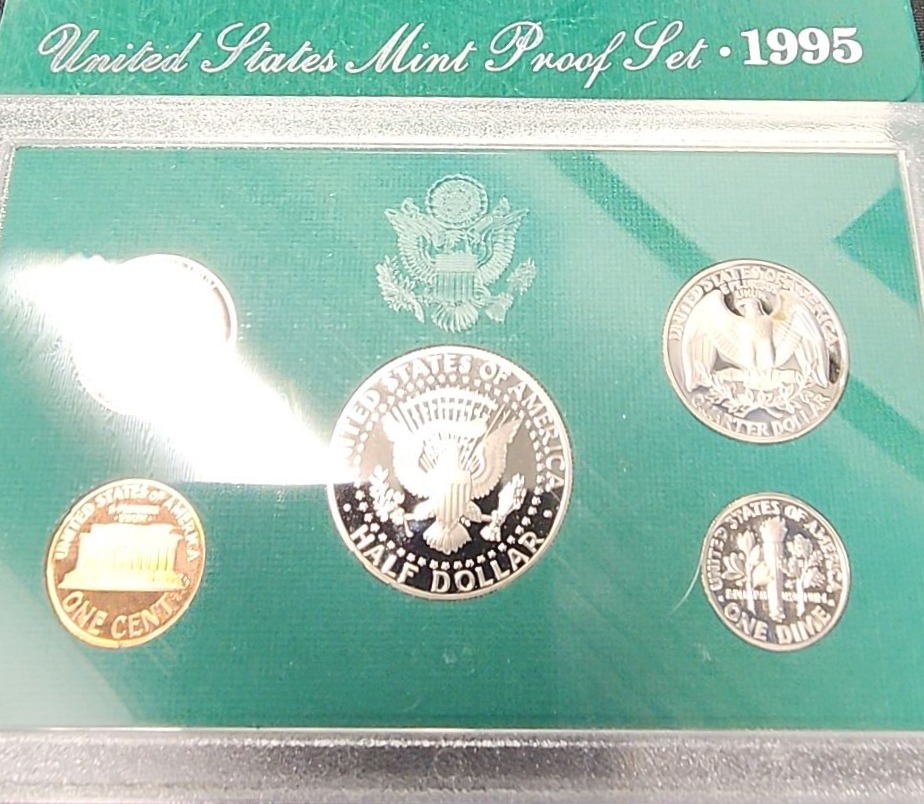 United States Mint Proof Set • 1995
UNITED STATES OF AMERICA
QUARTER DOLLAR
UNITED STATES OF AMERICA
HALF DOLLAR
UNITED STATES OF AMERICA
ONE CENT
UNITED STATES OF AMERICA
ONE DIME